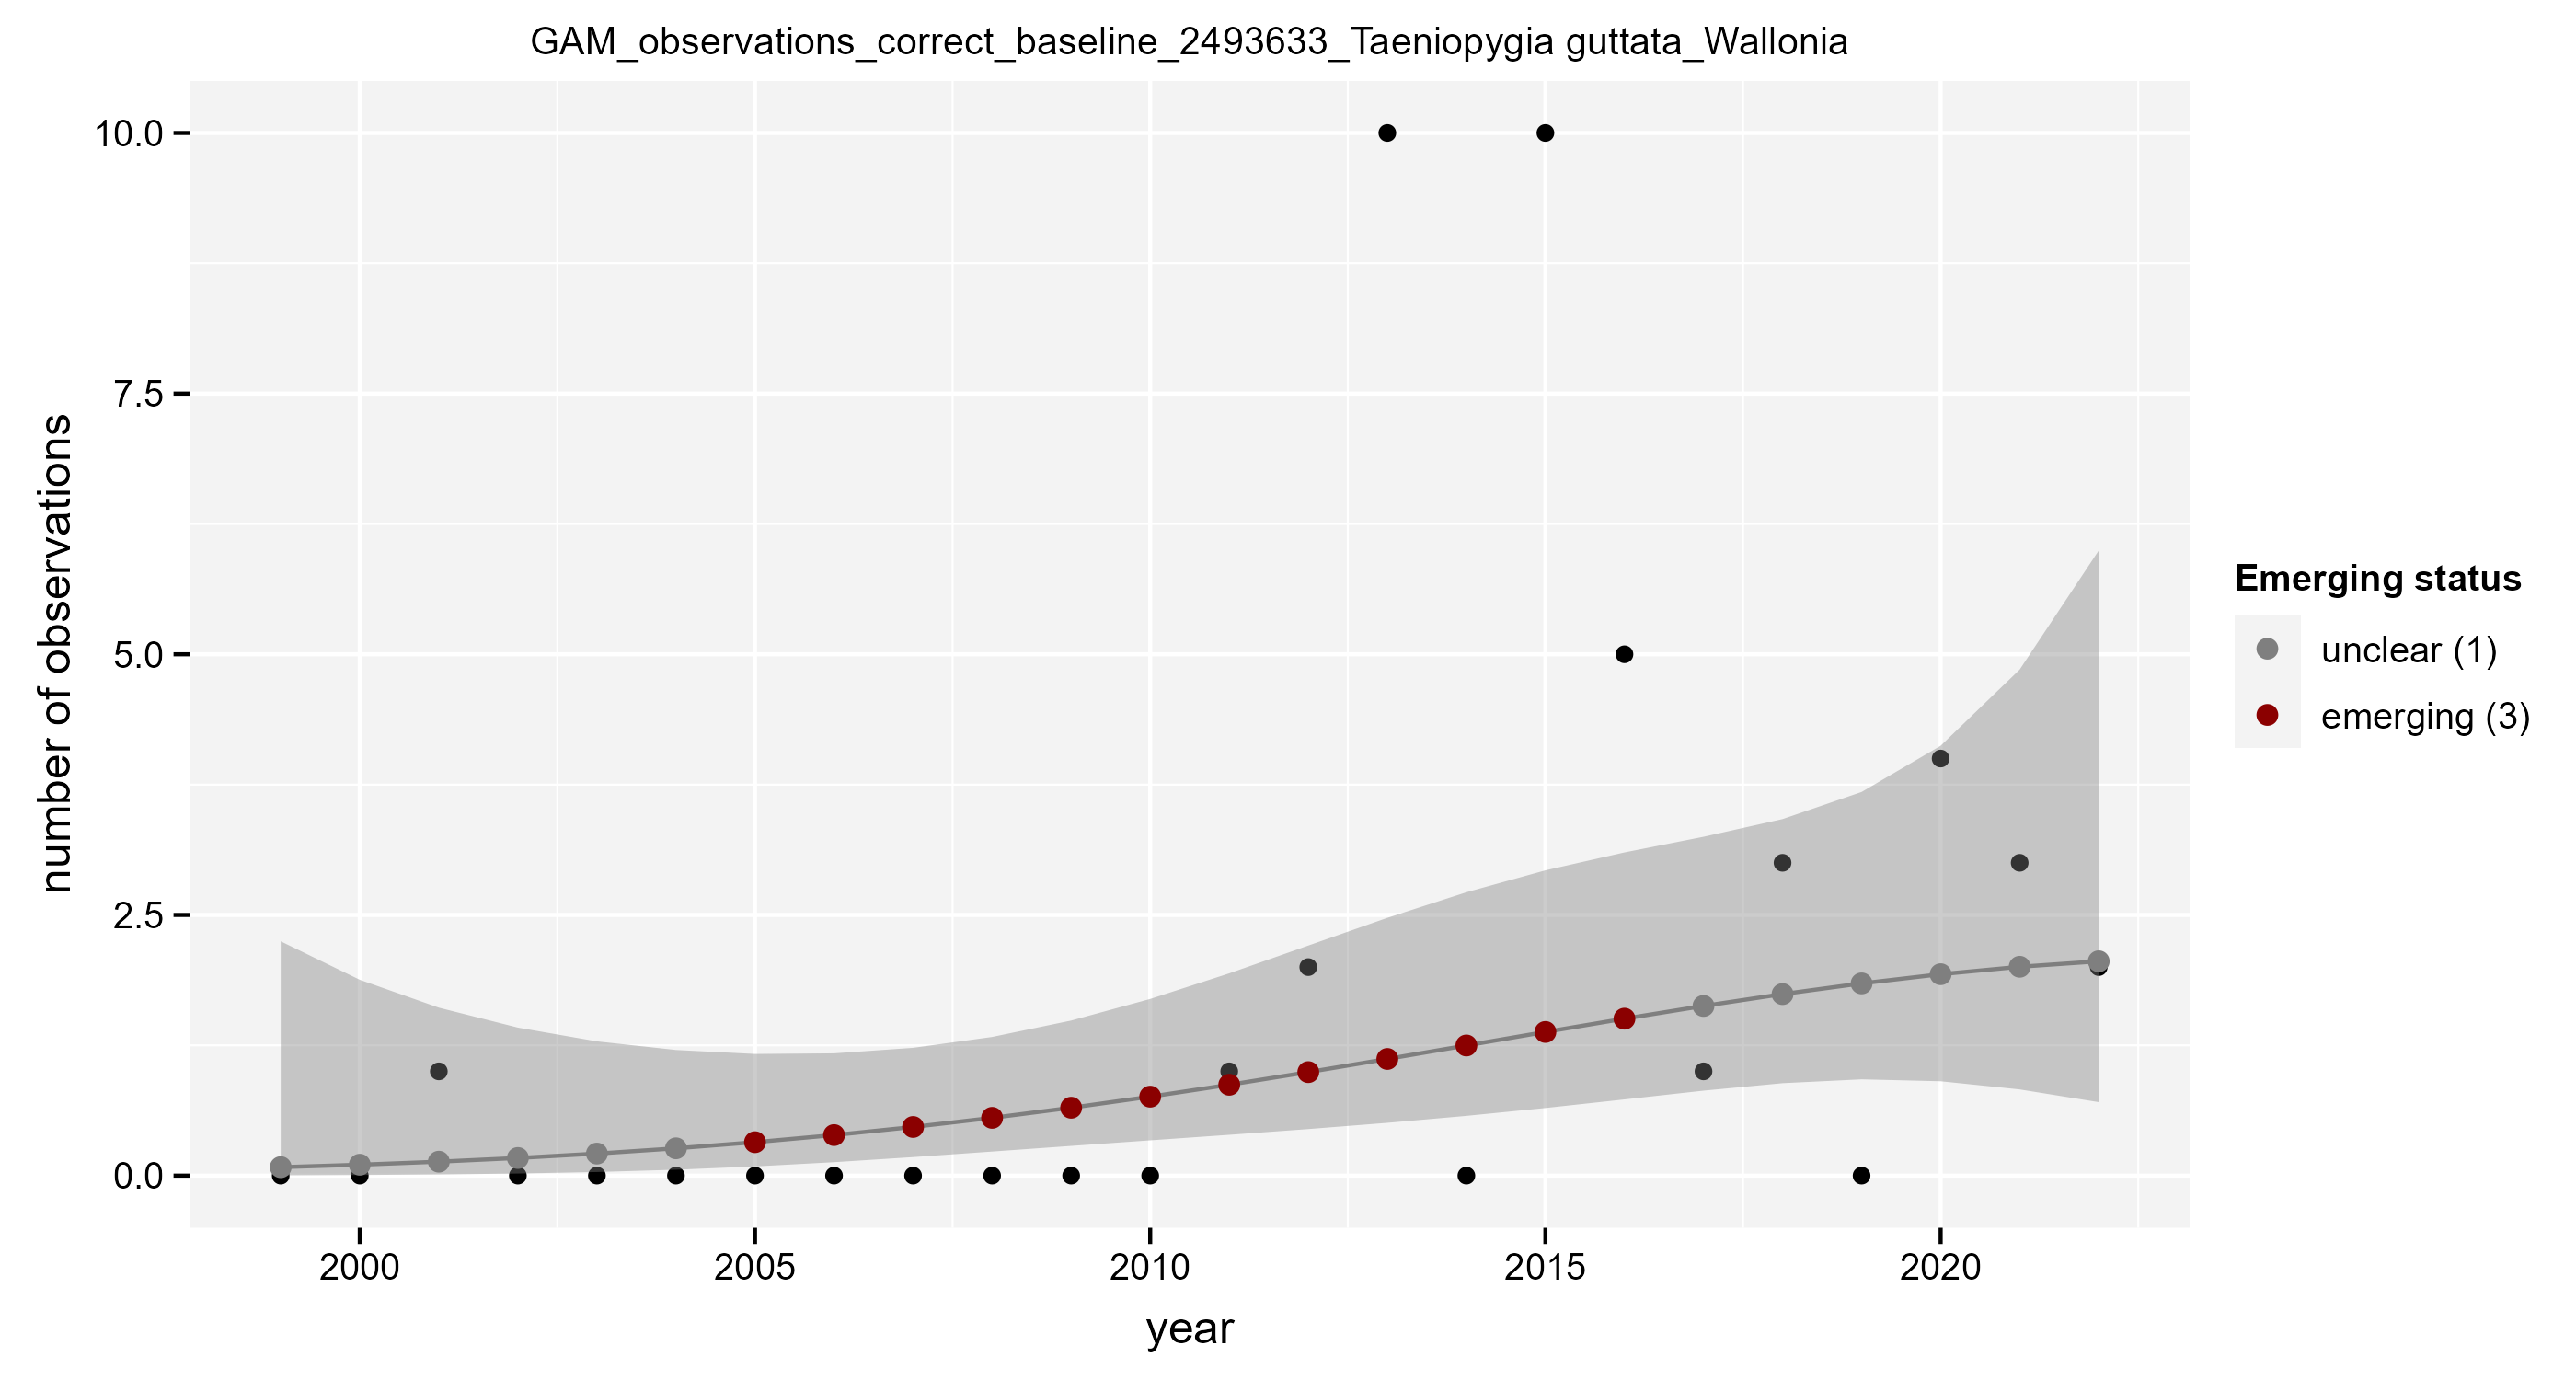 GAM_observations_correct_baseline_2493633_Taeniopygia guttata_Wallonia
10.0
7.5
5.0
2.5
0.0
number of observations
2000
2005
2010
2015
2020
year
Emerging status
unclear (1)
emerging (3)